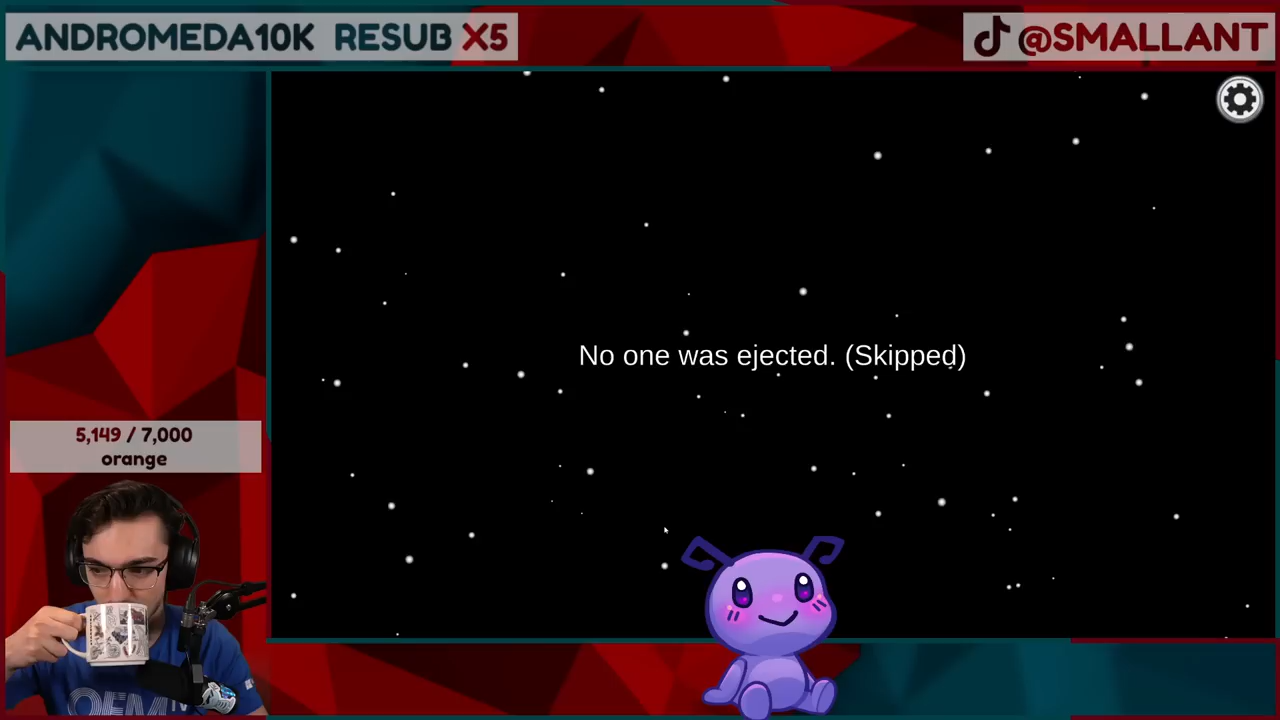 ANDROMEDA10K RESUB X5
@SMALLANT
No one was ejected. (Skipped)
5,149 / 7,000
orange